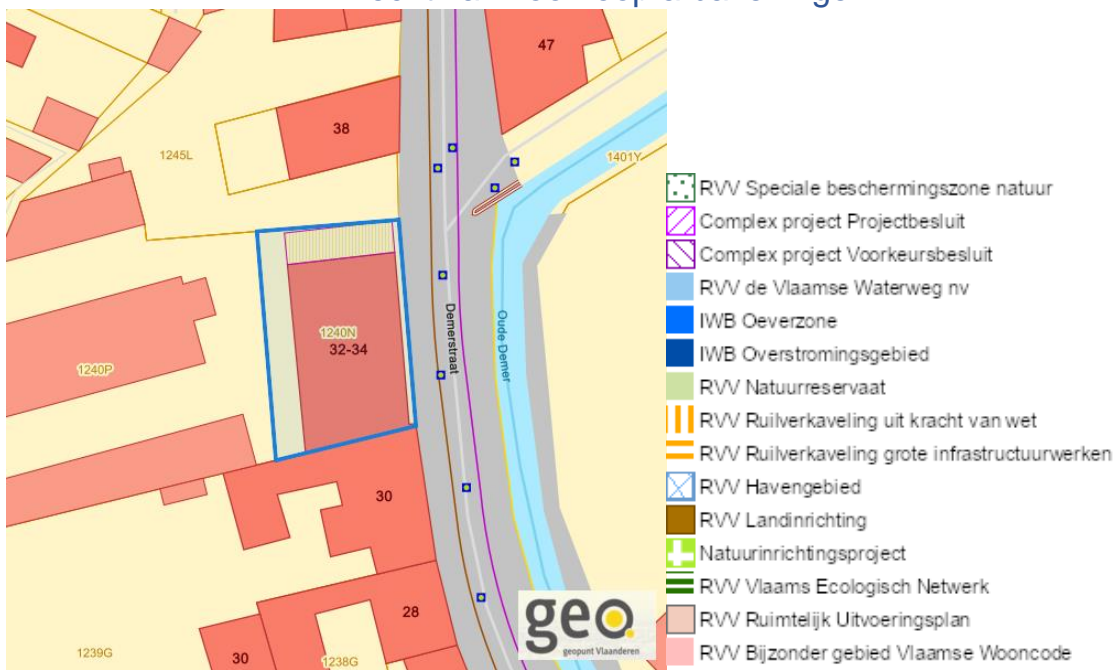 47
38
1245L
1401Y
RVV Speciale beschermingszone natuur
Complex project Projectbesluit
Complex project Voorkeursbesluit
RVV de Vlaamse Waterweg nv
IWB Oeverzone
IWB Overstromingsgebied
RVV Natuurreservaat
RVV Ruilverkaveling uit kracht van wet
RVV Ruilverkaveling grote infrastructuurwerken
RVV Havengebied
RVV Landinrichting
Natuurinrichtingsproject
RVV Vlaams Ecologisch Netwerk
RVV Ruimtelijk Uitvoeringsplan
RVV Bijzonder gebied Vlaamse Wooncode
Demerstraat
Oude Demer
1240N
32-34
1240P
30
28
30
1239G
1238G
geo
geopunt Vlaanderen